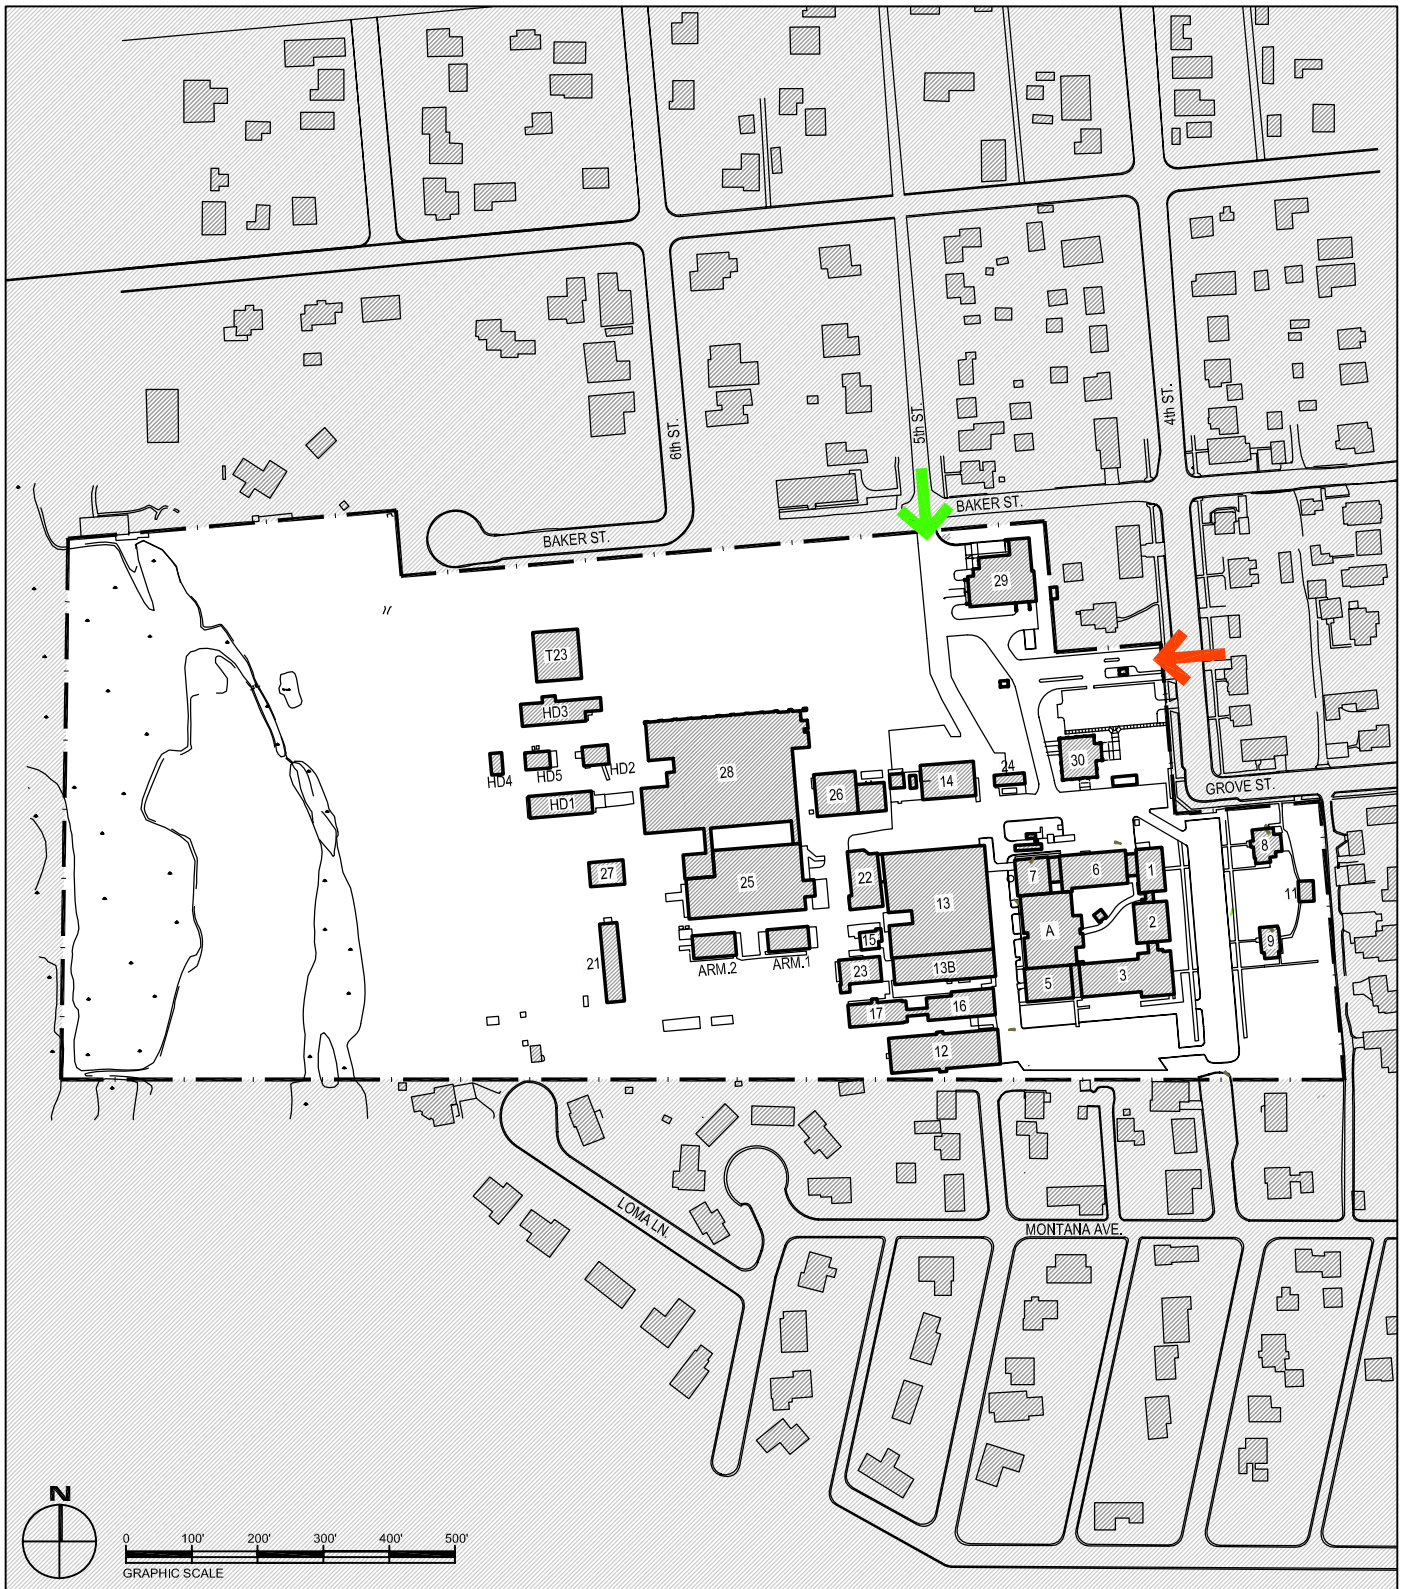 4th ST.
5th ST.
6th ST.
BAKER ST.
BAKER ST.
29
T23
HD3
30
28
HD5
HD2
HD4
14
24
GROVE ST.
26
HD1
8
7
6
1
27
25
22
13
11
2
A
15
9
ARM.2
ARM.1
21
23
13B
5
3
17
16
12
LOMA LN.
MONTANA AVE.
N
0 100' 200' 300' 400' 500'
GRAPHIC SCALE